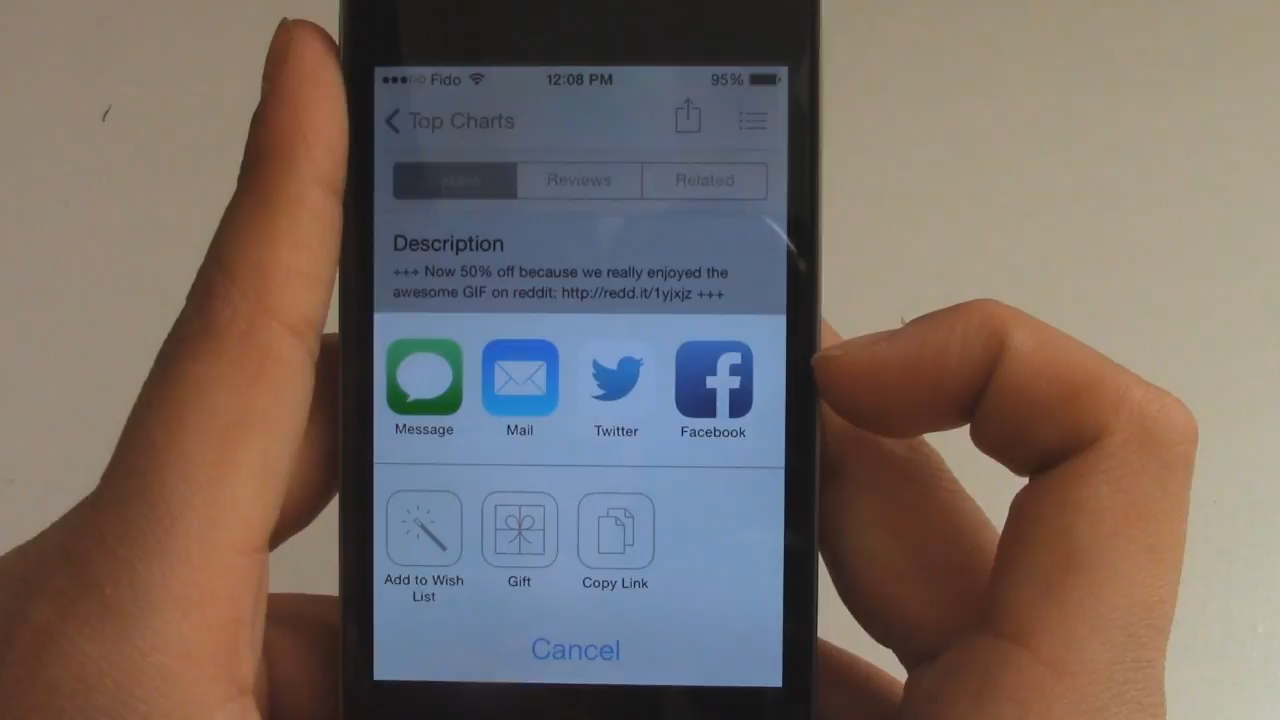 Fido 12:08 PM 95%
Top Charts
Reviews Related
Description
+++ Now 50% off because we really enjoyed the
awesome GIF on reddit: http://redd.it/1yjxjz +++
Message Mail Twitter Facebook
Add to Wish
List
Gift Copy Link
Cancel